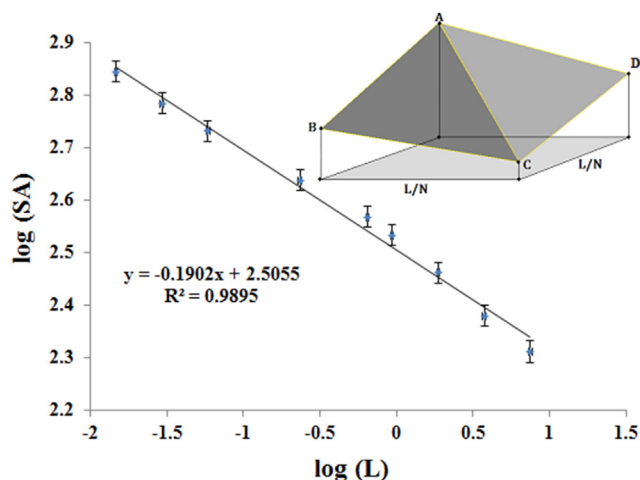 2.9
2.8
2.7
2.6
2.5
2.4
2.3
2.2
-2
-1.5
-1
-0.5
0
0.5
1
1.5
log (SA)
log (L)
y = -0.1902x + 2.5055
R² = 0.9895
A
D
B
C
L/N
L/N